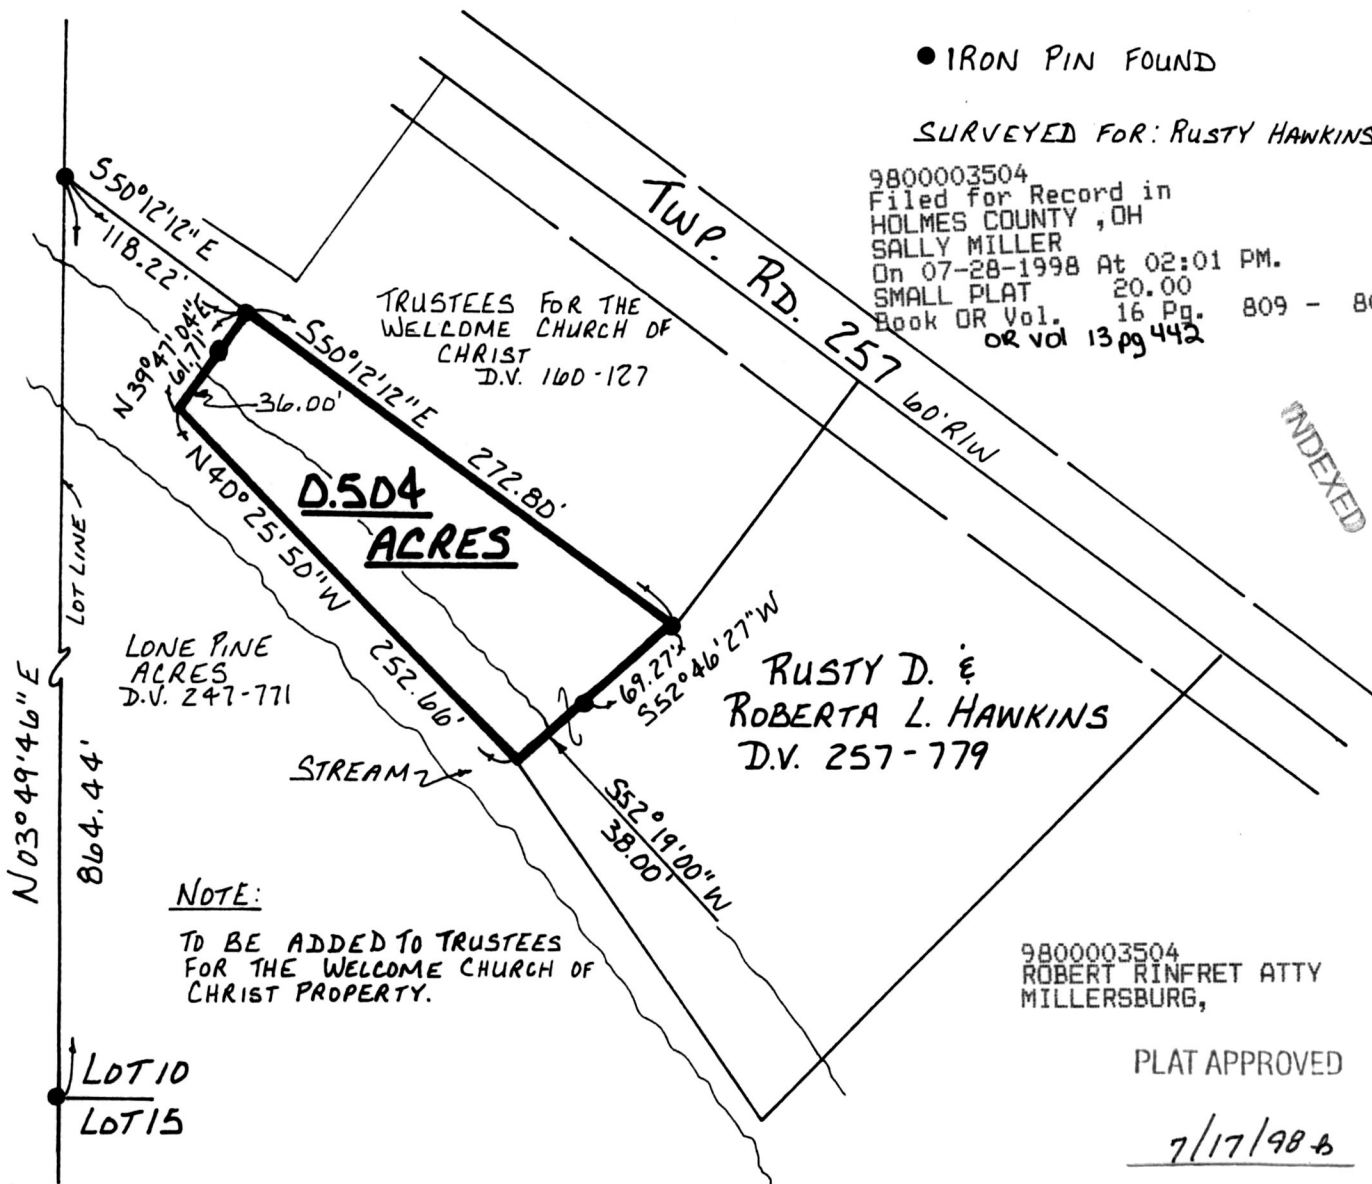 IRON PIN FOUND
SURVEYED FOR: RUSTY HAWKINS
9800003504
Filed for Record in
HOLMES COUNTY ,OH
SALLY MILLER
On 07-28-1998 At 02:01 PM.
SMALL PLAT 20.00
Book OR Vol. 16 Pg. 809 -
OR Vol 13 pg 442
INDEXED
S50°12'12"E
118.22'
TWP. RD. 257 60' R/W
TRUSTEES FOR THE
WELCOME CHURCH OF
CHRIST
D.V. 160-127
N39°47'04"E
61.71'
36.00'
S50°12'12"E 272.80'
0.504
ACRES
N40°25'50"W 252.66'
LOT LINE
LONE PINE
ACRES
D.V. 247-771
69.27'
S52°46'27"W
RUSTY D. &
ROBERTA L. HAWKINS
D.V. 257-779
STREAM
S52°19'00"W
38.00'
N03°49'46"E
864.44'
NOTE:
TO BE ADDED TO TRUSTEES
FOR THE WELCOME CHURCH OF
CHRIST PROPERTY.
9800003504
ROBERT RINFRET ATTY
MILLERSBURG,
PLAT APPROVED
7/17/98
LOT 10
LOT 15